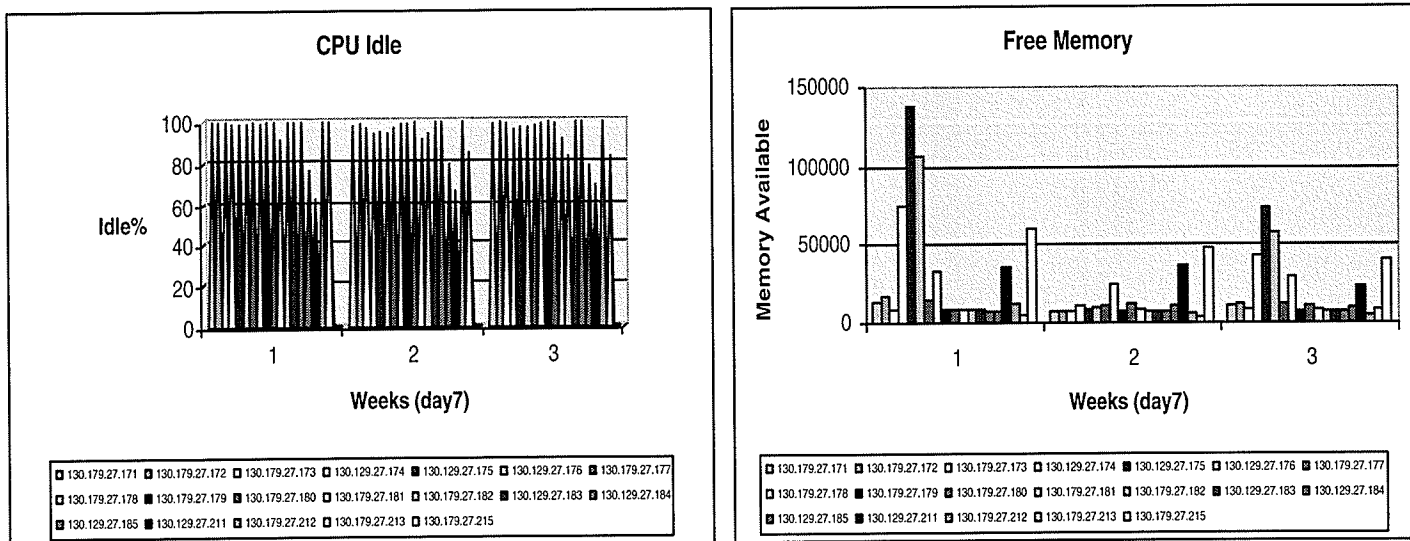 CPU Idle
100
80
60
40
20
0
Idle%
1 2 3
Weeks (day7)
130.179.27.171 130.179.27.172 130.179.27.173 130.129.27.174 130.129.27.175 130.129.27.176 130.179.27.177
130.179.27.178 130.179.27.179 130.179.27.180 130.179.27.181 130.179.27.182 130.129.27.183 130.129.27.184
130.129.27.185 130.129.27.211 130.179.27.212 130.179.27.213 130.179.27.215
Free Memory
150000
100000
50000
0
Memory Available
1 2 3
Weeks (day7)
130.179.27.171 130.179.27.172 130.179.27.173 130.129.27.174 130.129.27.175 130.129.27.176 130.179.27.177
130.179.27.178 130.179.27.179 130.179.27.180 130.179.27.181 130.179.27.182 130.129.27.183 130.129.27.184
130.129.27.185 130.129.27.211 130.179.27.212 130.179.27.213 130.179.27.215